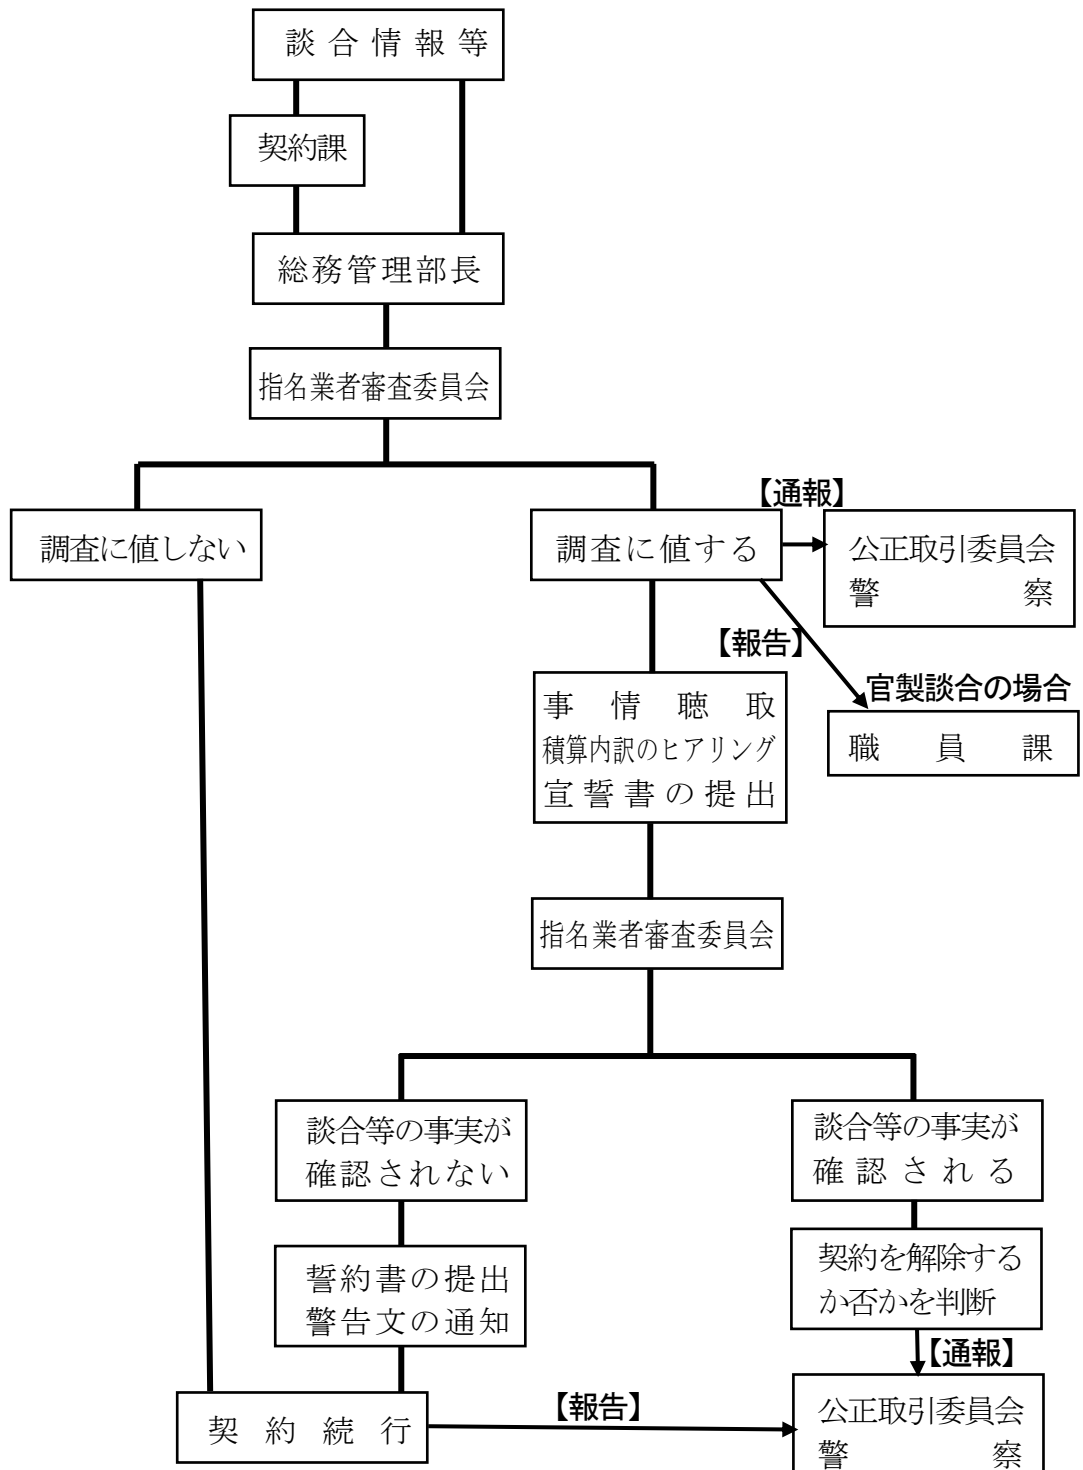 談合情報等
契約課
総務管理部長
指名業者審査委員会
調査に値しない
調査に値する
【通報】
公正取引委員会
警察
【報告】
官製談合の場合
職員課
事情聴取
積算内訳のヒアリング
宣誓書の提出
指名業者審査委員会
談合等の事実が
確認されない
談合等の事実が
確認される
誓約書の提出
警告文の通知
契約を解除する
か否かを判断
【通報】
契約続行
【報告】
公正取引委員会
警察